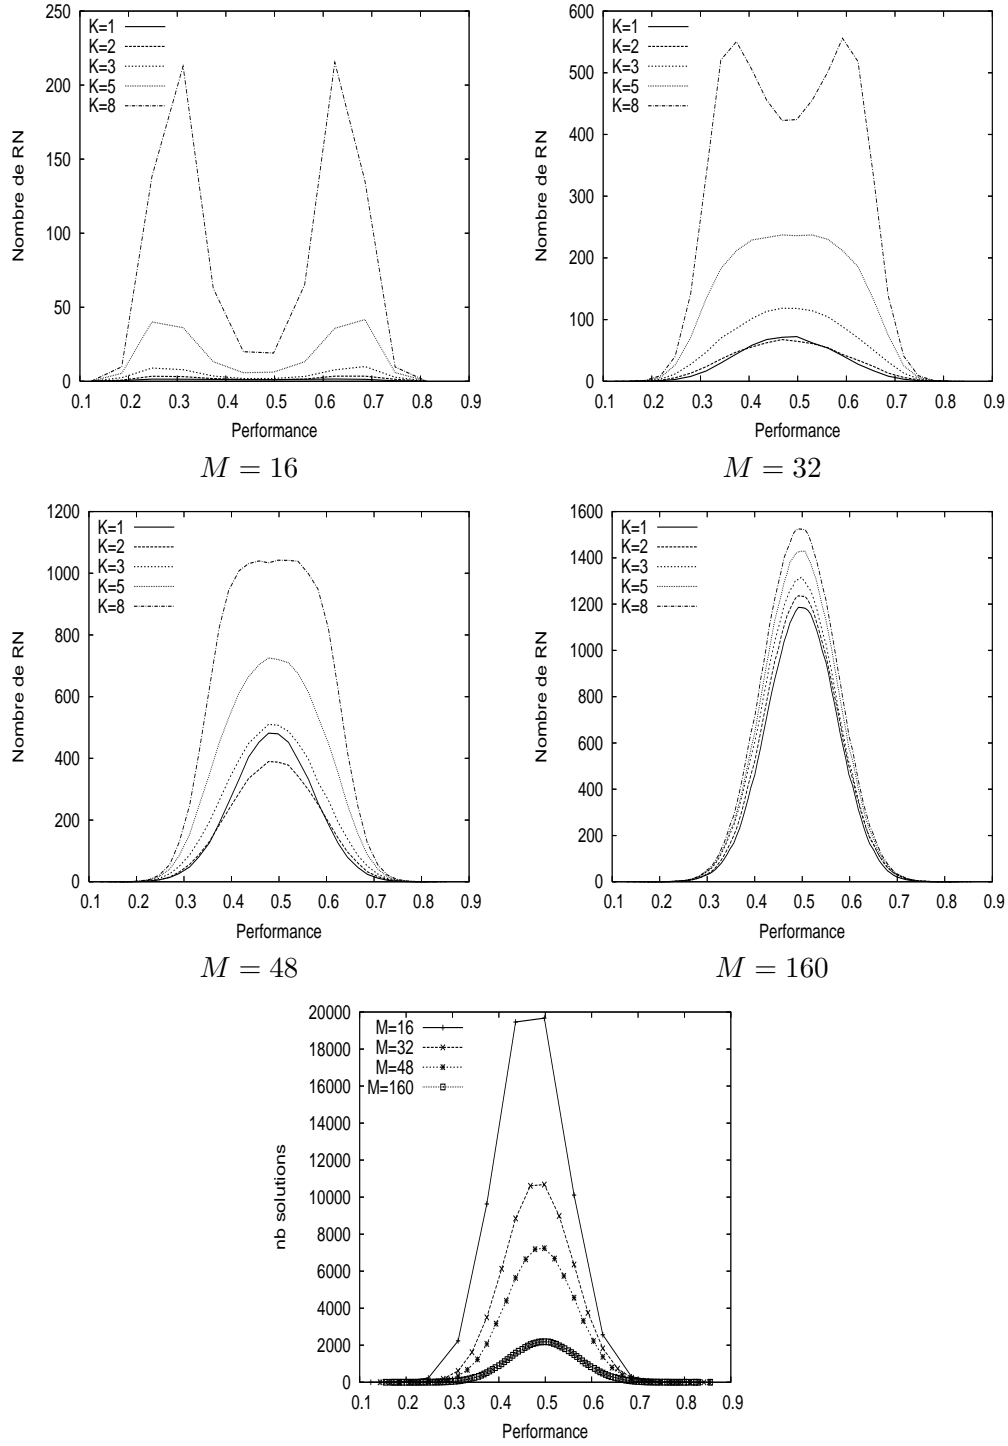 250
200
150
100
50
0
0.1 0.2 0.3 0.4 0.5 0.6 0.7 0.8 0.9
Nombre de RN
Performance
K=1
K=2
K=3
K=5
K=8
M = 16
600
500
400
300
200
100
0
0.1 0.2 0.3 0.4 0.5 0.6 0.7 0.8 0.9
Nombre de RN
Performance
K=1
K=2
K=3
K=5
K=8
M = 32
1200
1000
800
600
400
200
0
0.1 0.2 0.3 0.4 0.5 0.6 0.7 0.8 0.9
Nombre de RN
Performance
K=1
K=2
K=3
K=5
K=8
M = 48
1600
1400
1200
1000
800
600
400
200
0
0.1 0.2 0.3 0.4 0.5 0.6 0.7 0.8 0.9
Nombre de RN
Performance
K=1
K=2
K=3
K=5
K=8
M = 160
20000
18000
16000
14000
12000
10000
8000
6000
4000
2000
0
0.1 0.2 0.3 0.4 0.5 0.6 0.7 0.8 0.9
nb solutions
Performance
M=16
M=32
M=48
M=160